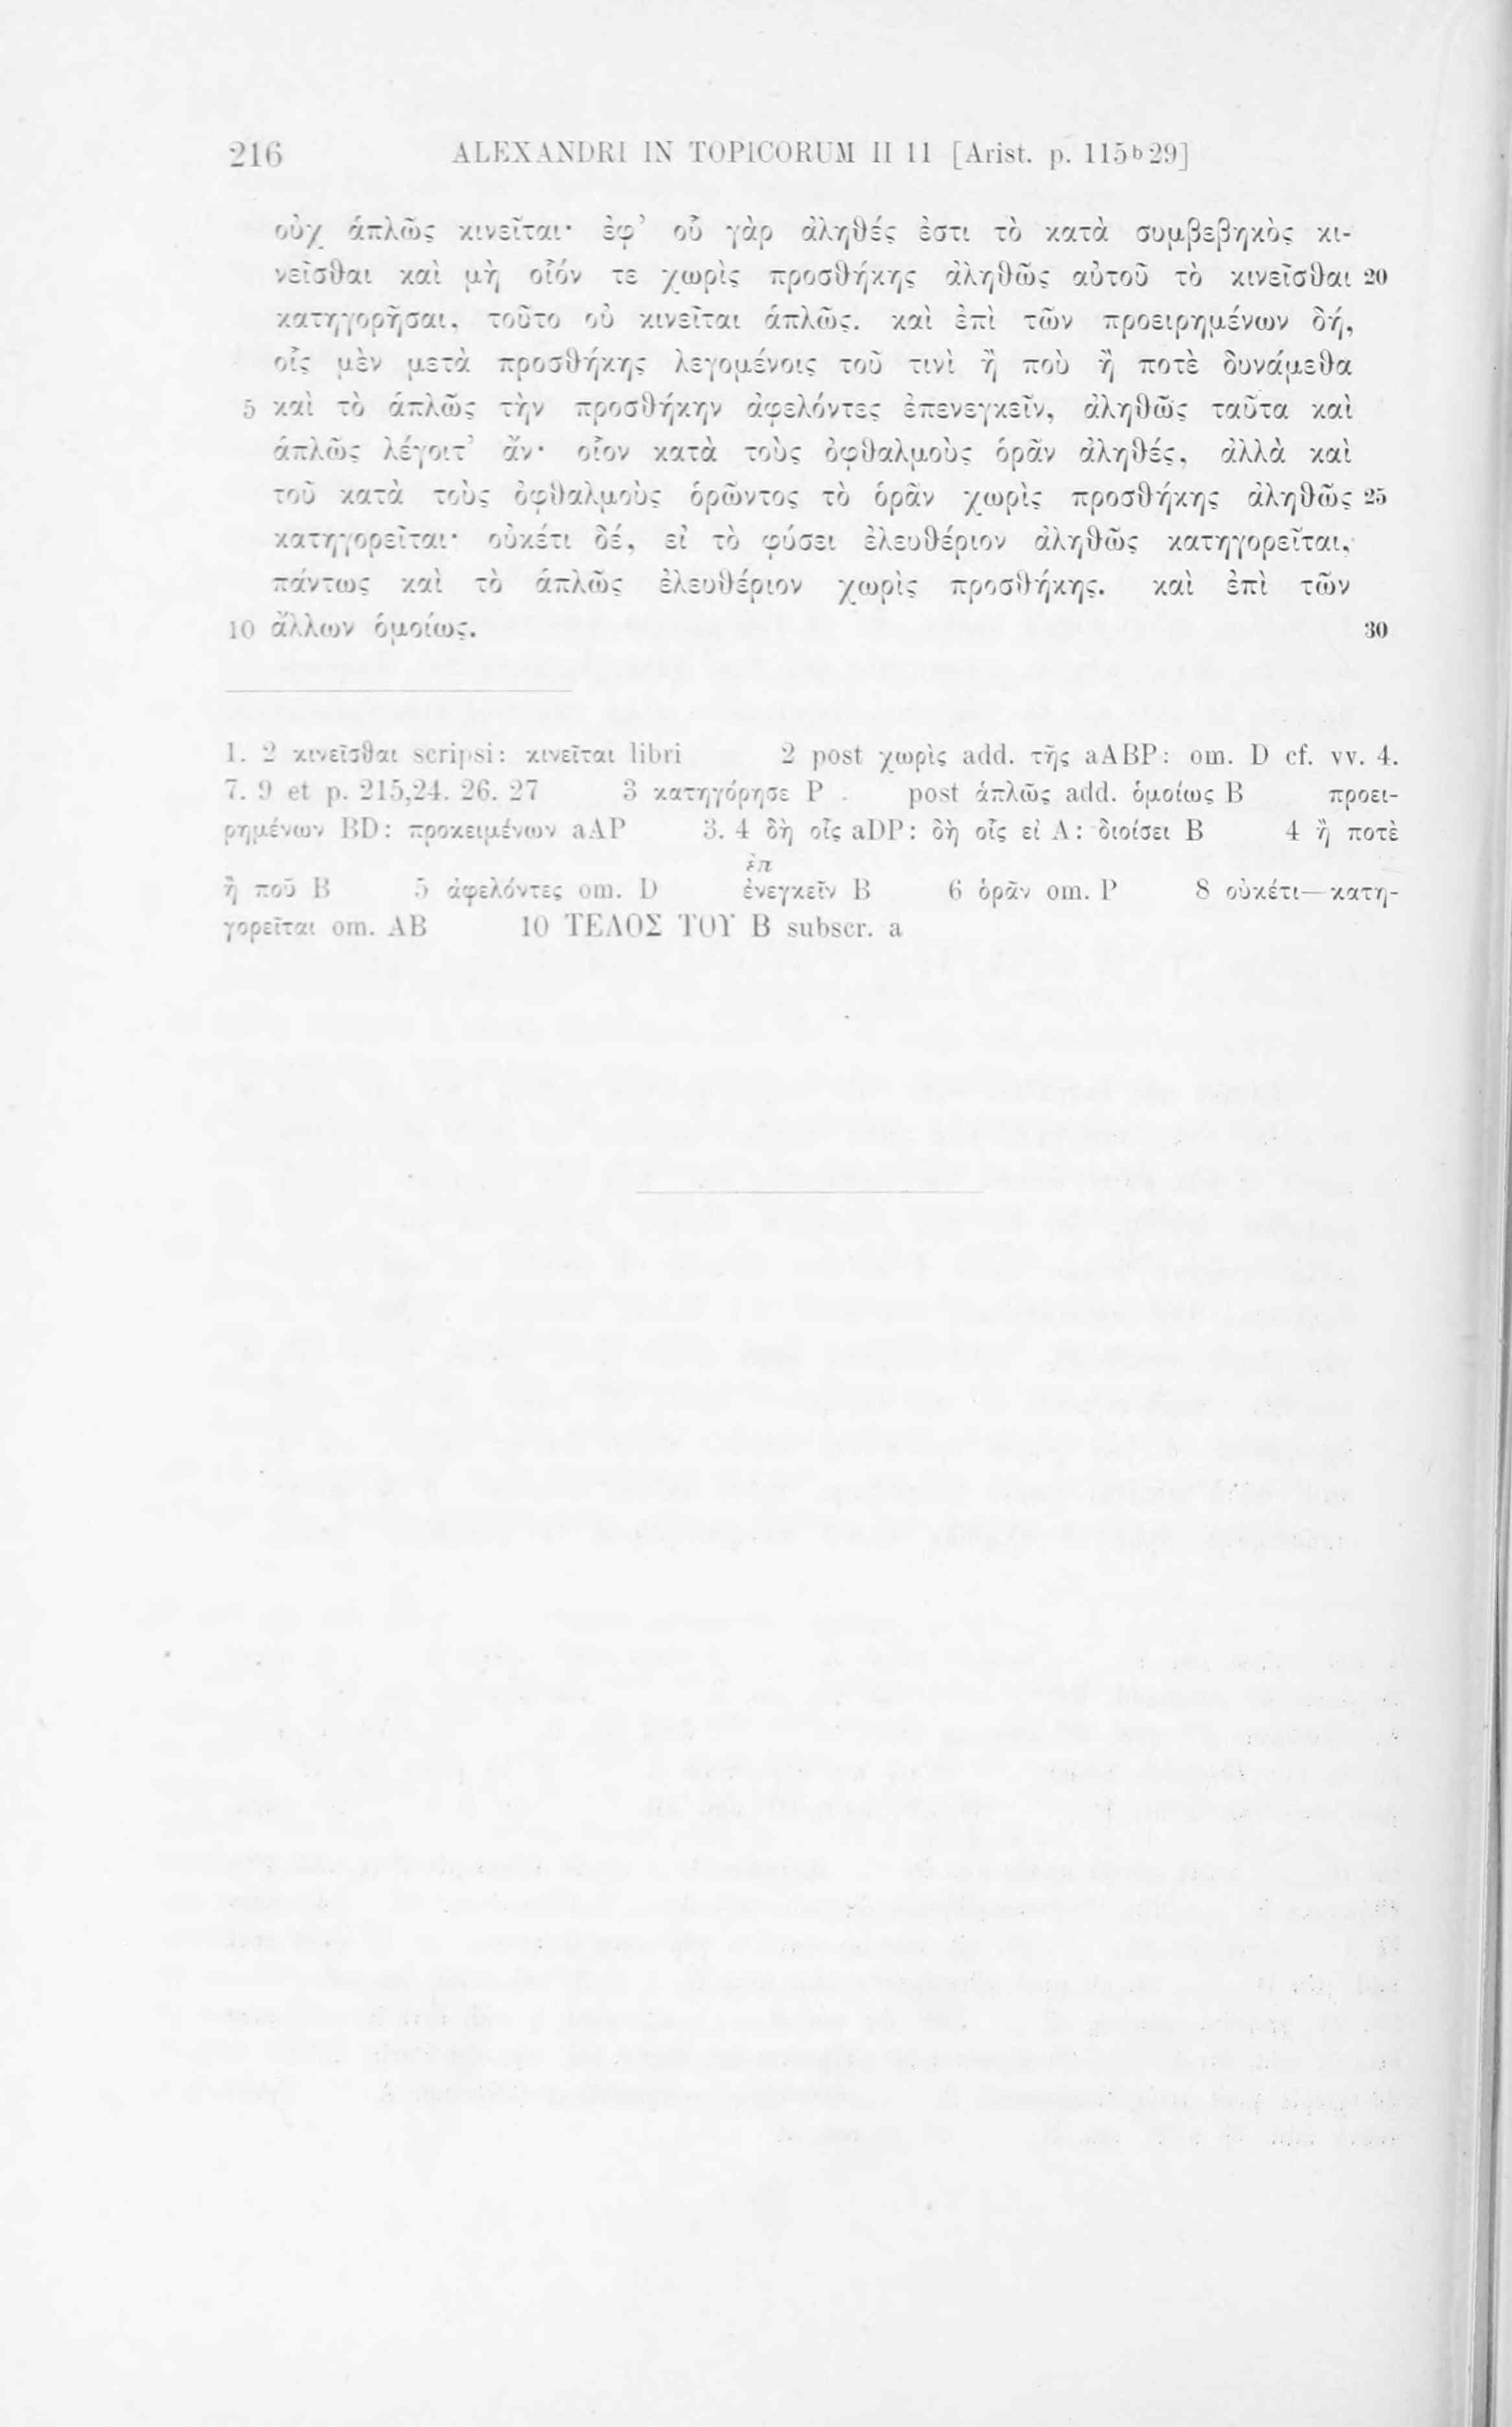 216 ALEXANDRI IN TOPICORUM II 11 [Arist. p. 115b29]
οὐχ ἁπλῶς κινεῖται· ἐφ’ οὗ γὰρ ἀληθές ἐστι τὸ κατὰ συμβεβηκὸς κι-
νεῖσθαι καὶ μὴ οἷόν τε χωρὶς προσθήκης ἀληθῶς αὐτοῦ τὸ κινεῖσθαι 20
κατηγορῆσαι, τοῦτο οὐ κινεῖται ἁπλῶς. καὶ ἐπὶ τῶν προειρημένων δή,
οἷς μὲν μετὰ προσθήκης λεγομένοις τοῦ τινὶ ἢ ποὺ ἢ ποτὲ δυνάμεθα
5 καὶ τὸ ἁπλῶς τὴν προσθήκην ἀφελόντες ἐπενεγκεῖν, ἀληθῶς ταῦτα καὶ
ἁπλῶς λέγοιτ’ ἄν· οἷον κατὰ τοὺς ὀφθαλμοὺς ὁρᾶν ἀληθές, ἀλλὰ καὶ
τοῦ κατὰ τοὺς ὀφθαλμοὺς ὁρῶντος τὸ ὁρᾶν χωρὶς προσθήκης ἀληθῶς 25
κατηγορεῖται· οὐκέτι δέ, εἰ τὸ φύσει ἐλευθέριον ἀληθῶς κατηγορεῖται,
πάντως καὶ τὸ ἁπλῶς ἐλευθέριον χωρὶς προσθήκης. καὶ ἐπὶ τῶν
10 ἄλλων ὁμοίως. 30
1. 2 κινεῖσθαι scripsi: κινεῖται libri 2 post χωρὶς add. τῆς aABP: om. D cf. vv. 4.
7. 9 et p. 215,24. 26. 27 3 κατηγόρησε P post ἁπλῶς add. ὁμοίως B προει-
ρημένων BD: προκειμένων aAP 3. 4 δὴ οἷς aDP: δὴ οἷς εἰ A: διοίσει B 4 ἢ ποτὲ
ἐπ
ἢ ποῦ B 5 ἀφελόντες om. D ἐνεγκεῖν B 6 ὁρᾶν om. P 8 οὐκέτι—κατη-
γορεῖται om. AB 10 ΤΕΛΟΣ ΤΟΥ Β subscr. a